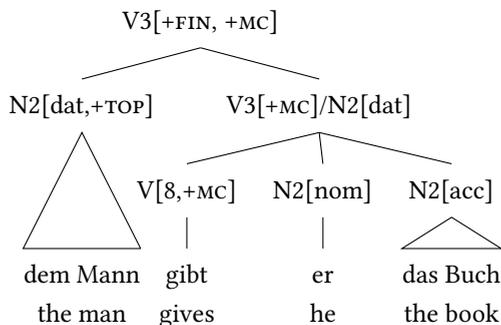 V3[+FIN, +MC]
N2[dat,+TOP] V3[+MC]/N2[dat]
V[8,+MC] N2[nom] N2[acc]
dem Mann gibt er das Buch
the man gives he the book